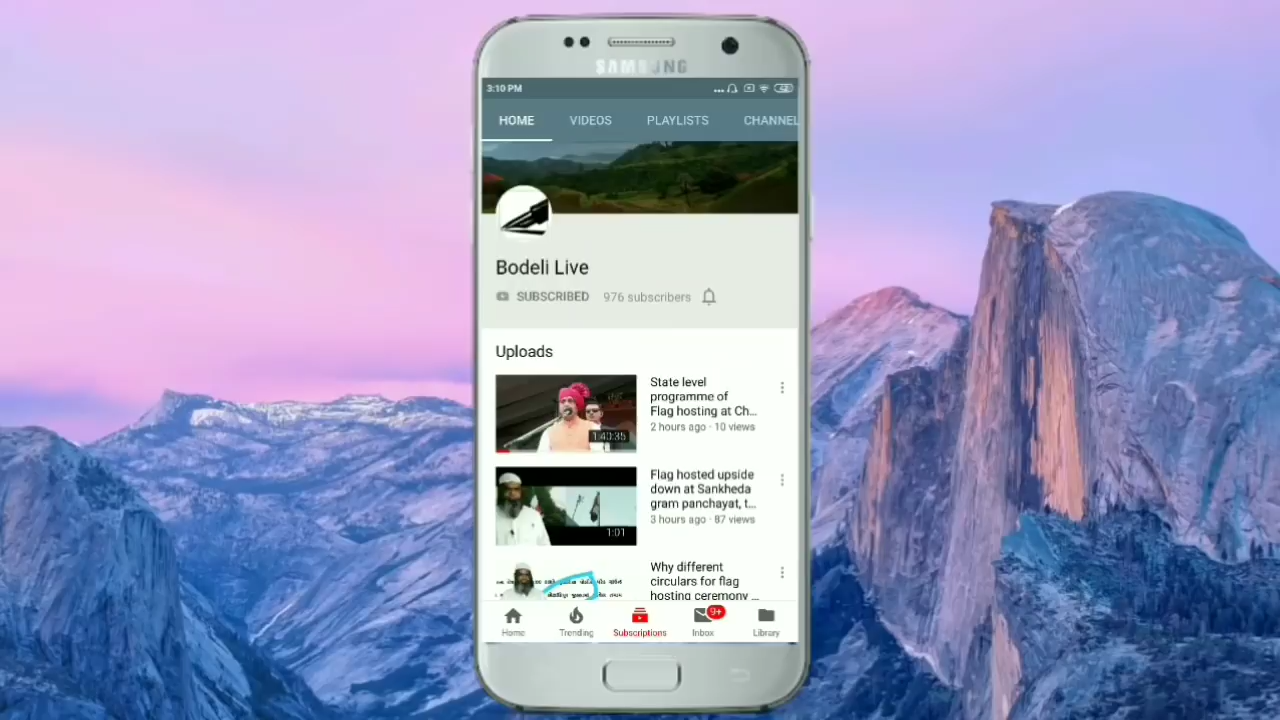 SAMSUNG
3:10 PM
HOME VIDEOS PLAYLISTS CHANNEL
Bodeli Live
SUBSCRIBED 976 subscribers
Uploads
State level
programme of
Flag hosting at Ch...
2 hours ago · 10 views
1:40:35
Flag hosted upside
down at Sankheda
gram panchayat, t...
3 hours ago · 87 views
1:01
Why different
circulars for flag
hosting ceremony ...
9+
Home Trending Subscriptions Inbox Library